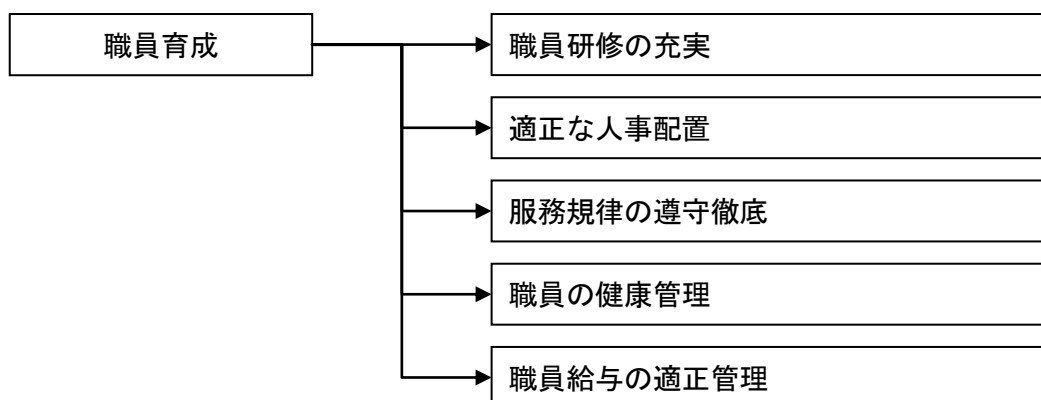 職員育成
職員研修の充実
適正な人事配置
服務規律の遵守徹底
職員の健康管理
職員給与の適正管理